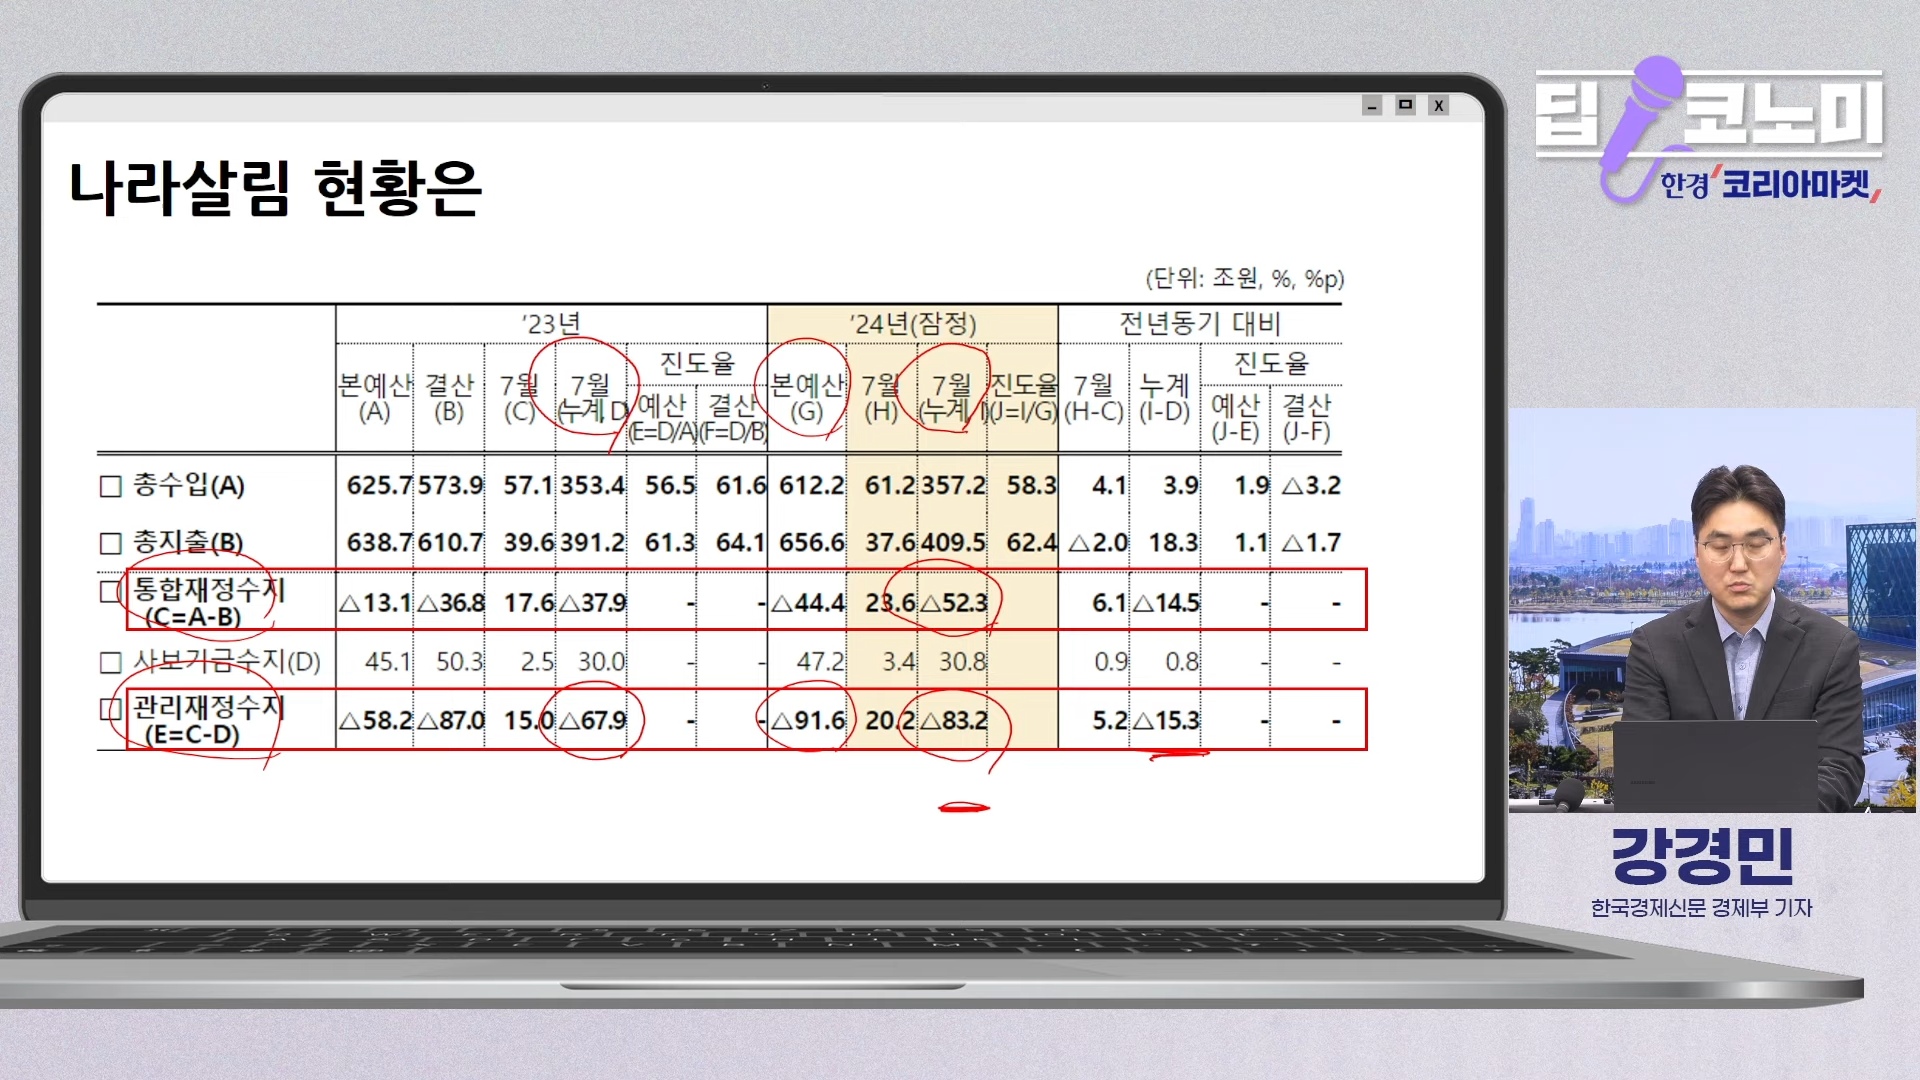 딥코노미
한경 '코리아마켓'
나라살림 현황은
(단위: 조원, %, %p)
'23년 '24년(잠정) 전년동기 대비
본예산 (A) 결산 (B) 7월 (C) 7월 (누계, D) 진도율 예산 (E=D/A) 결산 (F=D/B) 본예산 (G) 7월 (H) 7월 (누계, I) 진도율 (J=I/G) 7월 (H-C) 누계 (I-D) 진도율 예산 (J-E) 결산 (J-F)
□ 총수입(A) 625.7 573.9 57.1 353.4 56.5 61.6 612.2 61.2 357.2 58.3 4.1 3.9 1.9 △3.2
□ 총지출(B) 638.7 610.7 39.6 391.2 61.3 64.1 656.6 37.6 409.5 62.4 △2.0 18.3 1.1 △1.7
□ 통합재정수지 (C=A-B) △13.1 △36.8 17.6 △37.9 - - △44.4 23.6 △52.3 6.1 △14.5 - -
□ 사보기금수지(D) 45.1 50.3 2.5 30.0 - - 47.2 3.4 30.8 0.9 0.8 - -
□ 관리재정수지 (E=C-D) △58.2 △87.0 15.0 △67.9 - - △91.6 20.2 △83.2 5.2 △15.3 - -
강경민
한국경제신문 경제부 기자